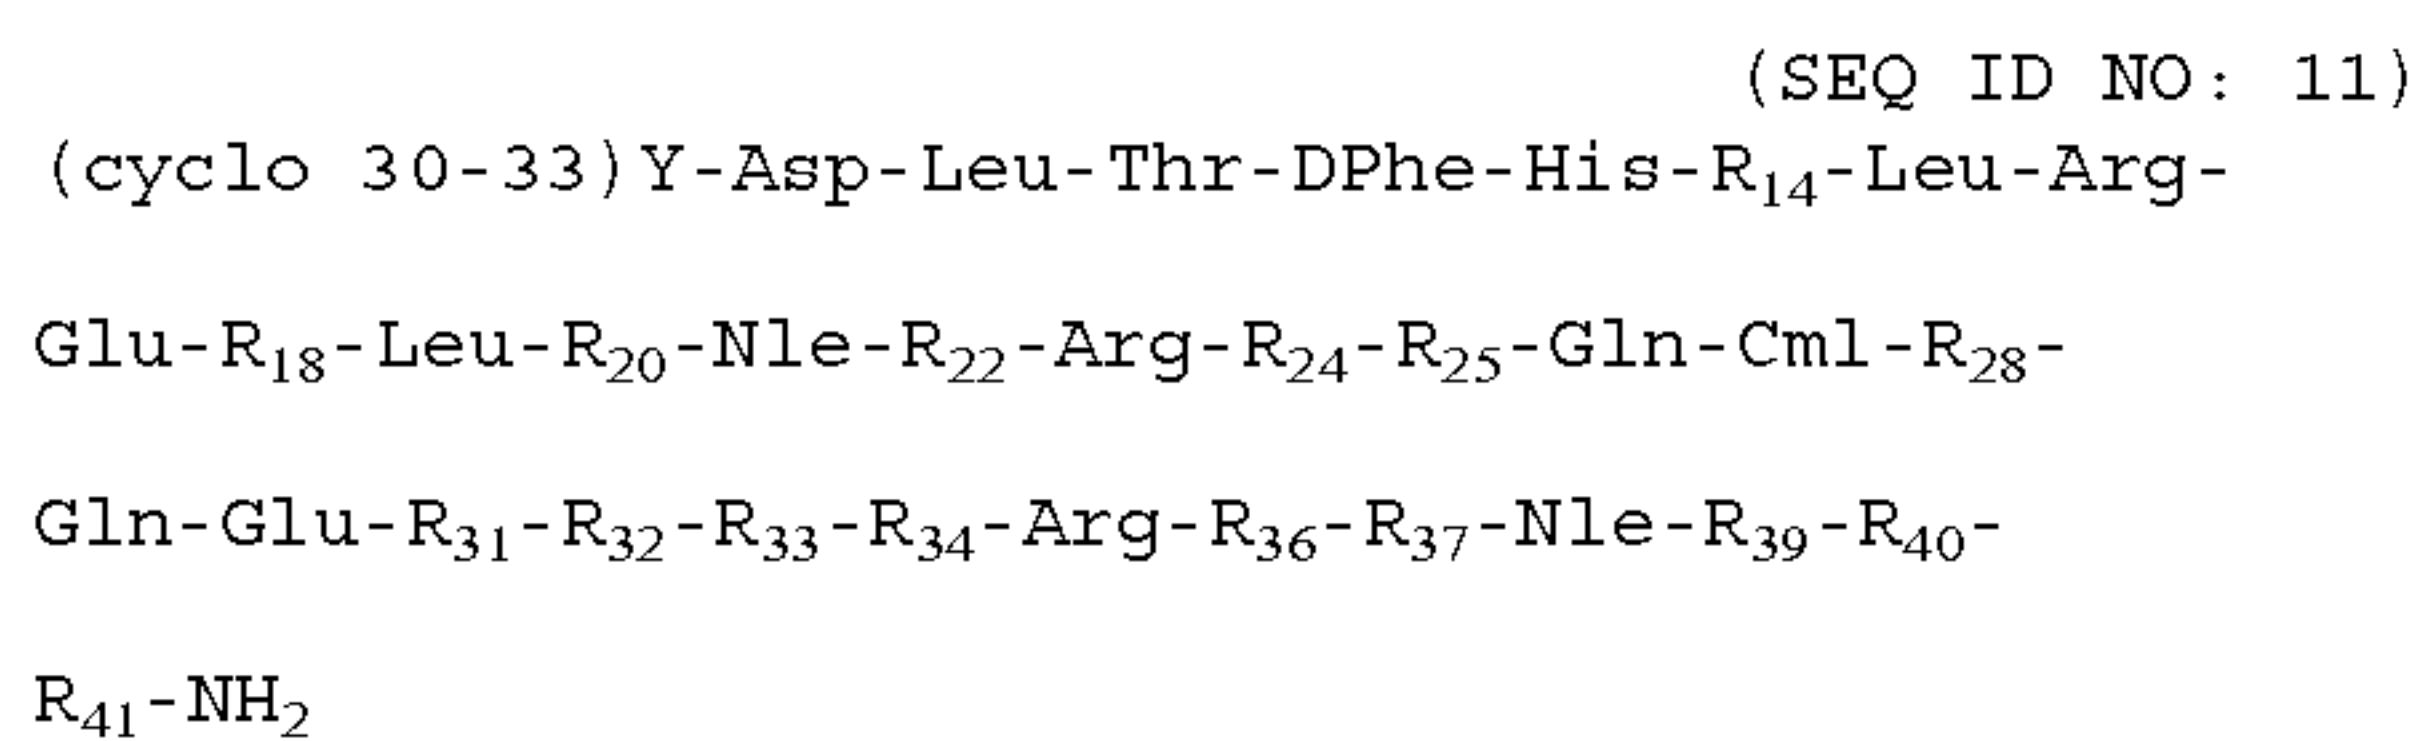 (SEQ ID NO: 11)
(cyclo 30-33)Y-Asp-Leu-Thr-DPhe-His-R₁₄-Leu-Arg-
Glu-R₁₈-Leu-R₂₀-Nle-R₂₂-Arg-R₂₄-R₂₅-Gln-Cml-R₂₈-
Gln-Glu-R₃₁-R₃₂-R₃₃-R₃₄-Arg-R₃₆-R₃₇-Nle-R₃₉-R₄₀-
R₄₁-NH₂